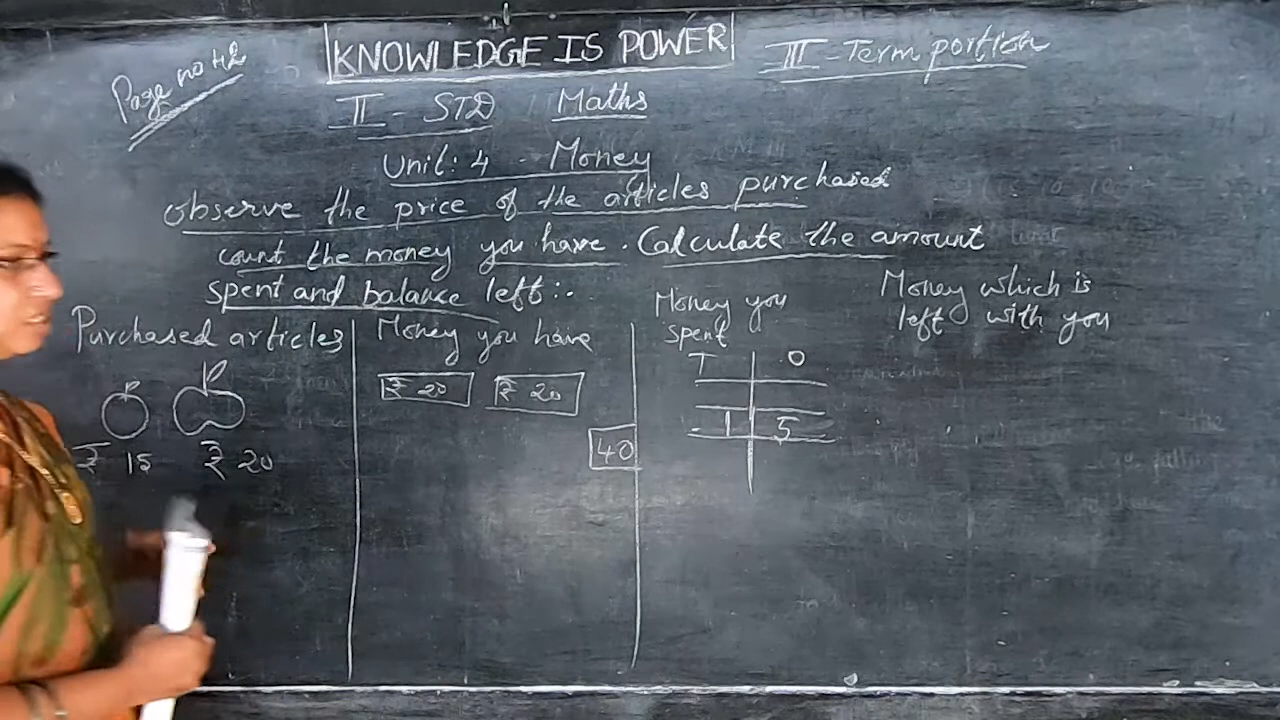 KNOWLEDGE IS POWER
III - Term portion
Page no 42
II - STD Maths
Unit: 4 - Money
Observe the price of the articles purchased
count the money you have. Calculate the amount
spent and balance left:.
Purchased articles
₹ 15 ₹ 20
Money you have
₹ 20 ₹ 20
40
Money you
spent
T O
1 5
Money which is
left with you